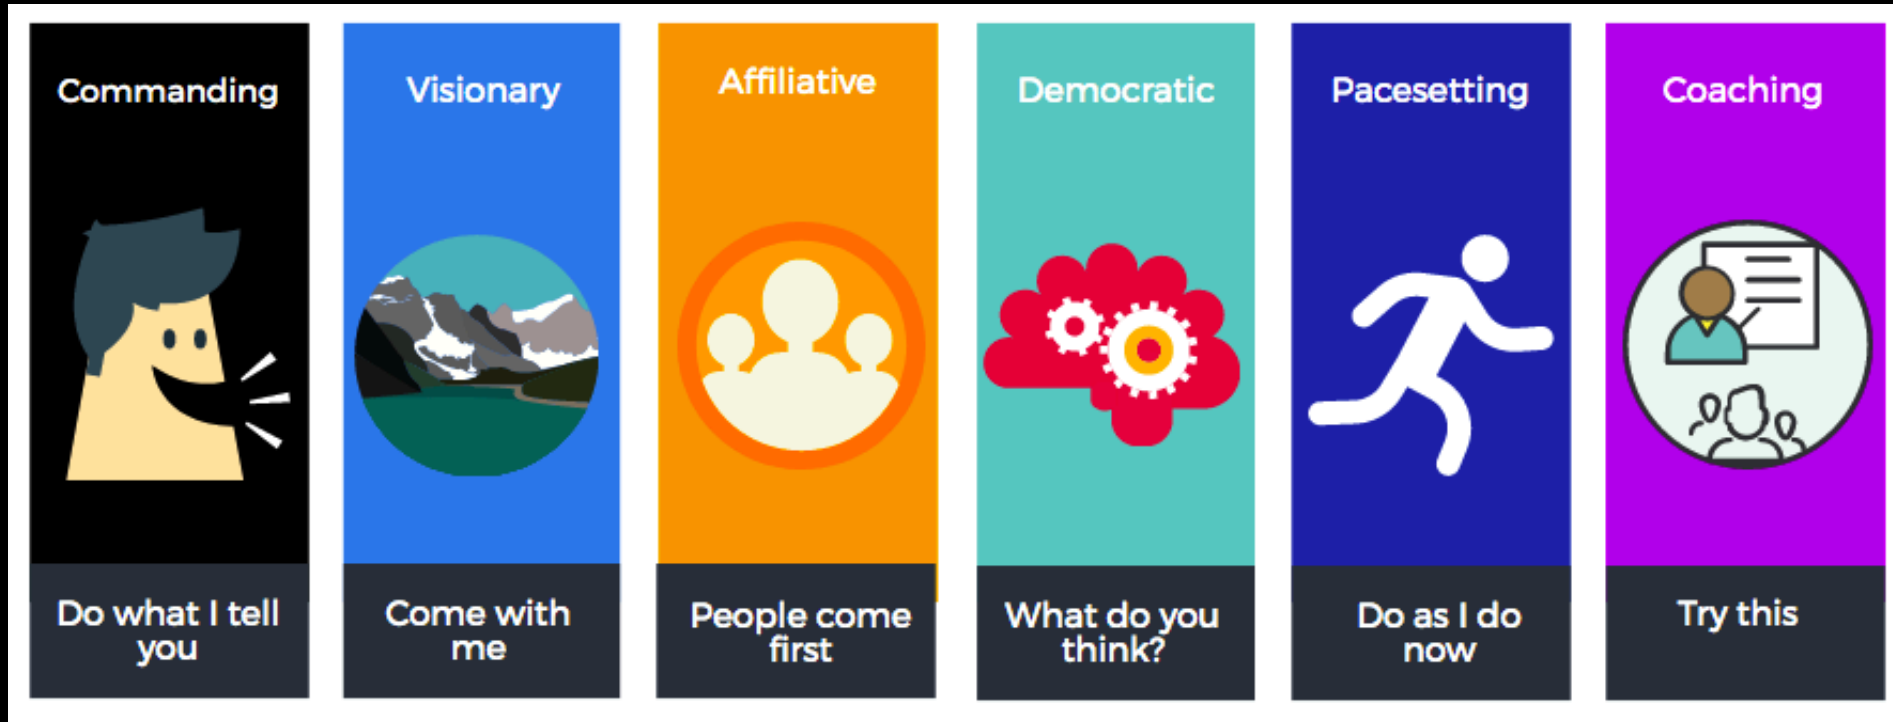 Commanding
Do what I tell
you
Visionary
Come with
me
Affiliative
People come
first
Democratic
What do you
think?
Pacesetting
Do as I do
now
Coaching
Try this